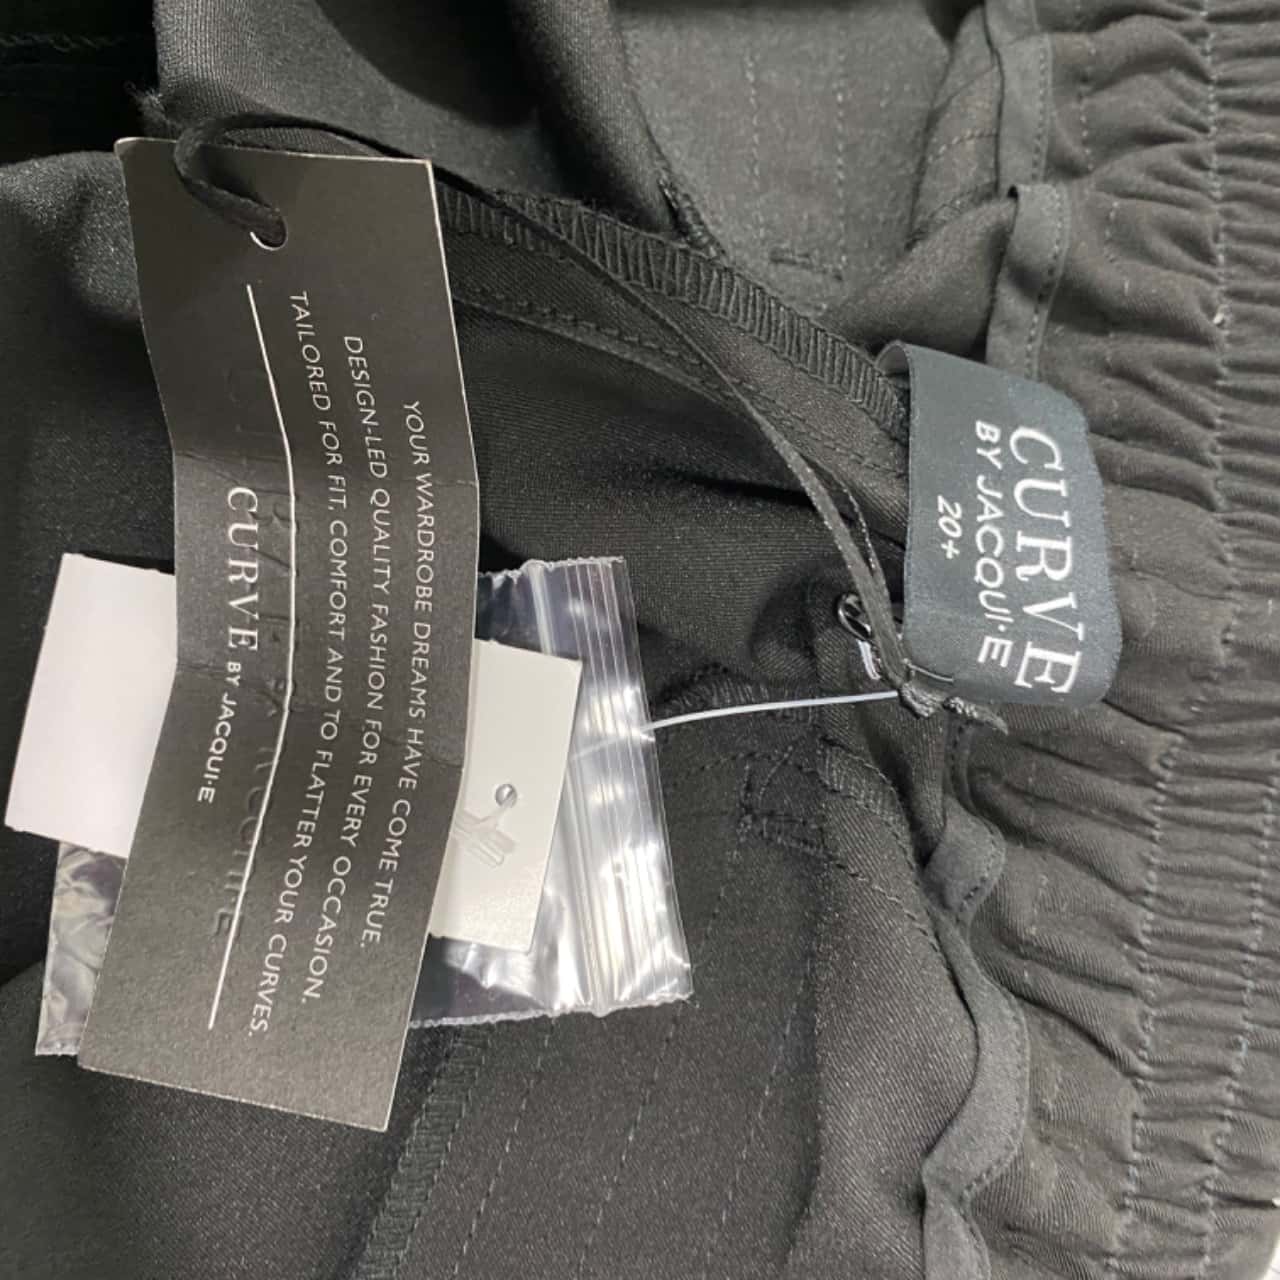 YOUR WARDROBE DREAMS HAVE COME TRUE.
DESIGN-LED QUALITY FASHION FOR EVERY OCCASION.
TAILORED FOR FIT, COMFORT AND TO FLATTER YOUR CURVES.
CURVE BY JACQUI·E
CURVE
BY JACQUI·E
20+